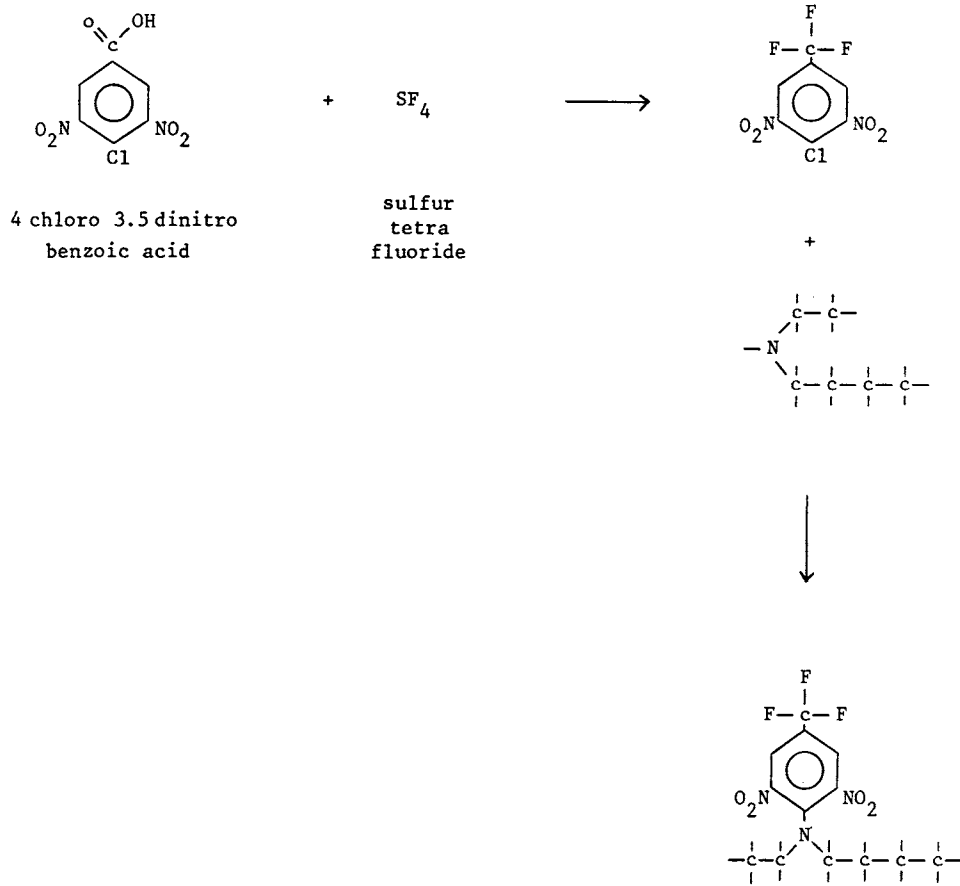 O OH
C
O2N NO2
Cl
4 chloro 3.5 dinitro
benzoic acid
+
SF4
sulfur
tetra
fluoride
F
F C F
O2N NO2
Cl
+
C C
N
C C C C
F
F C F
O2N NO2
N
C C C C C C